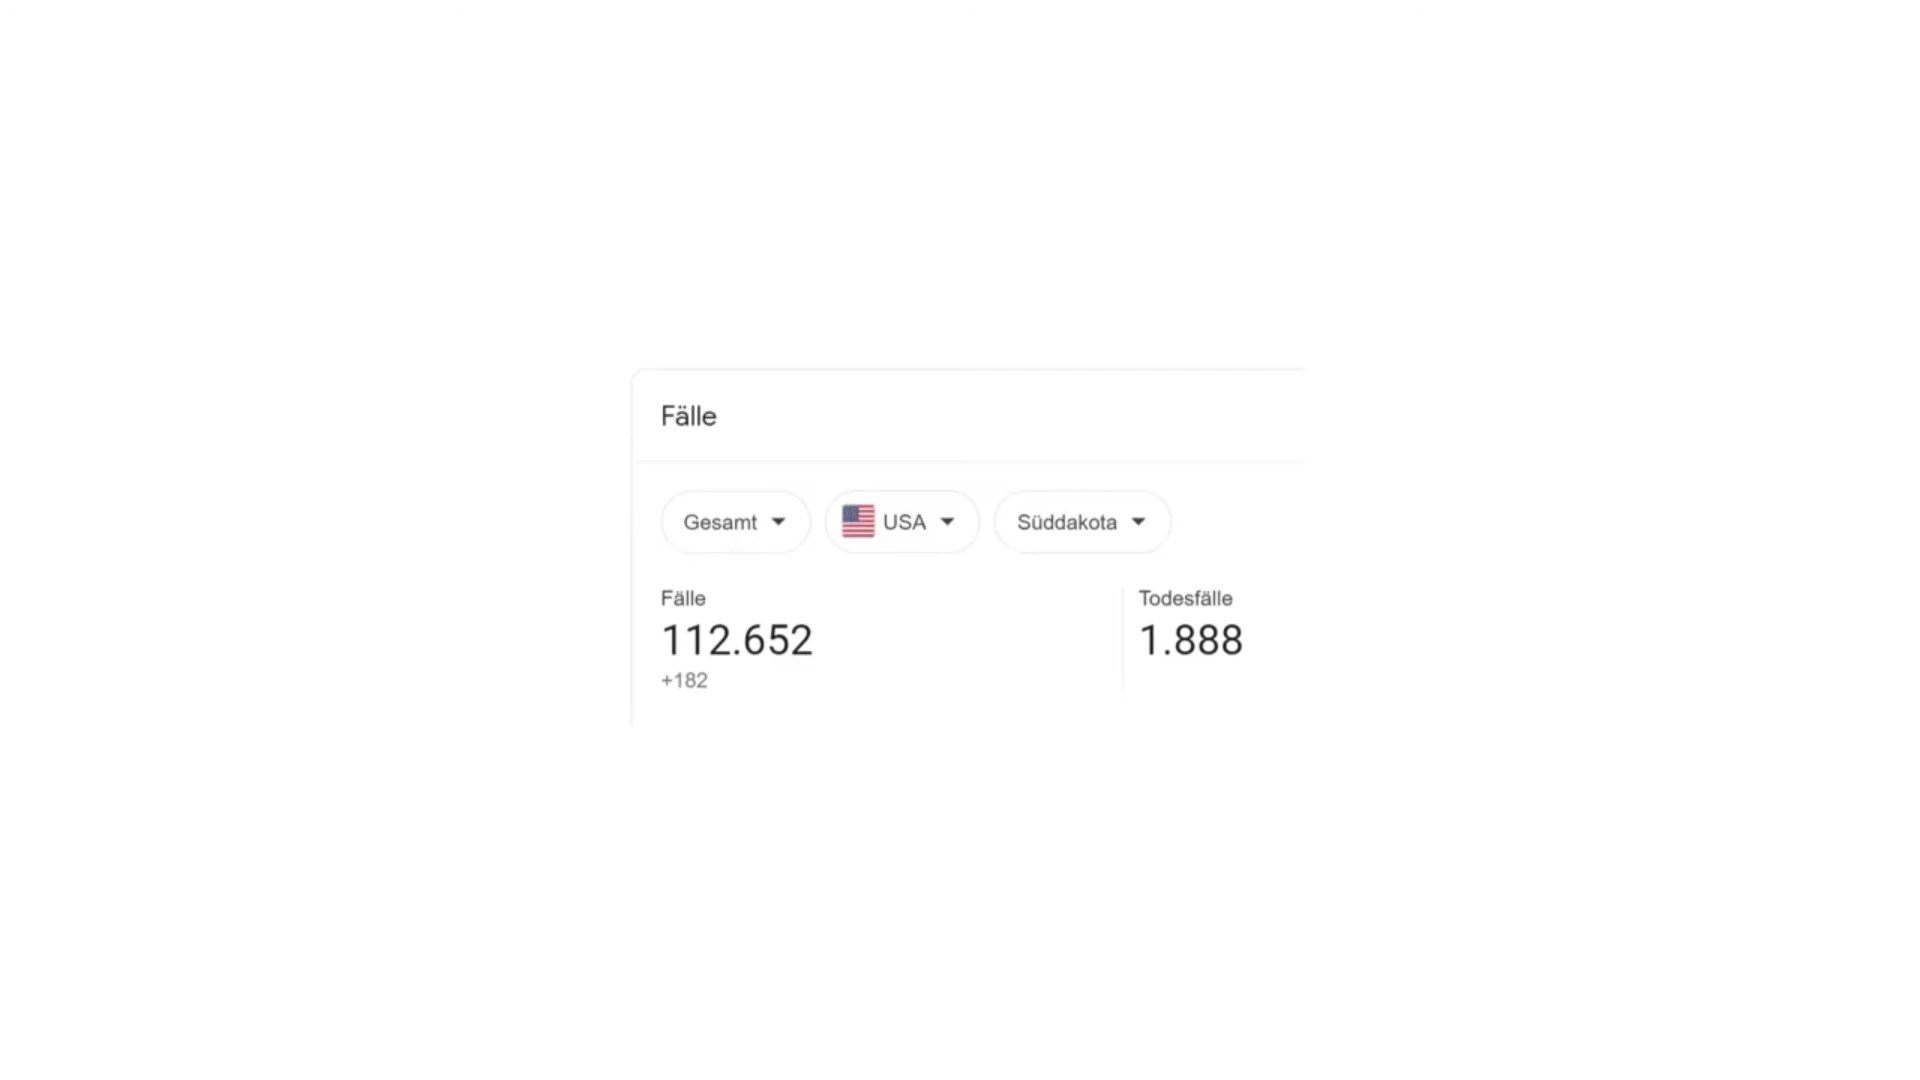 Fälle
Gesamt USA Süddakota
Fälle Todesfälle
112.652 1.888
+182